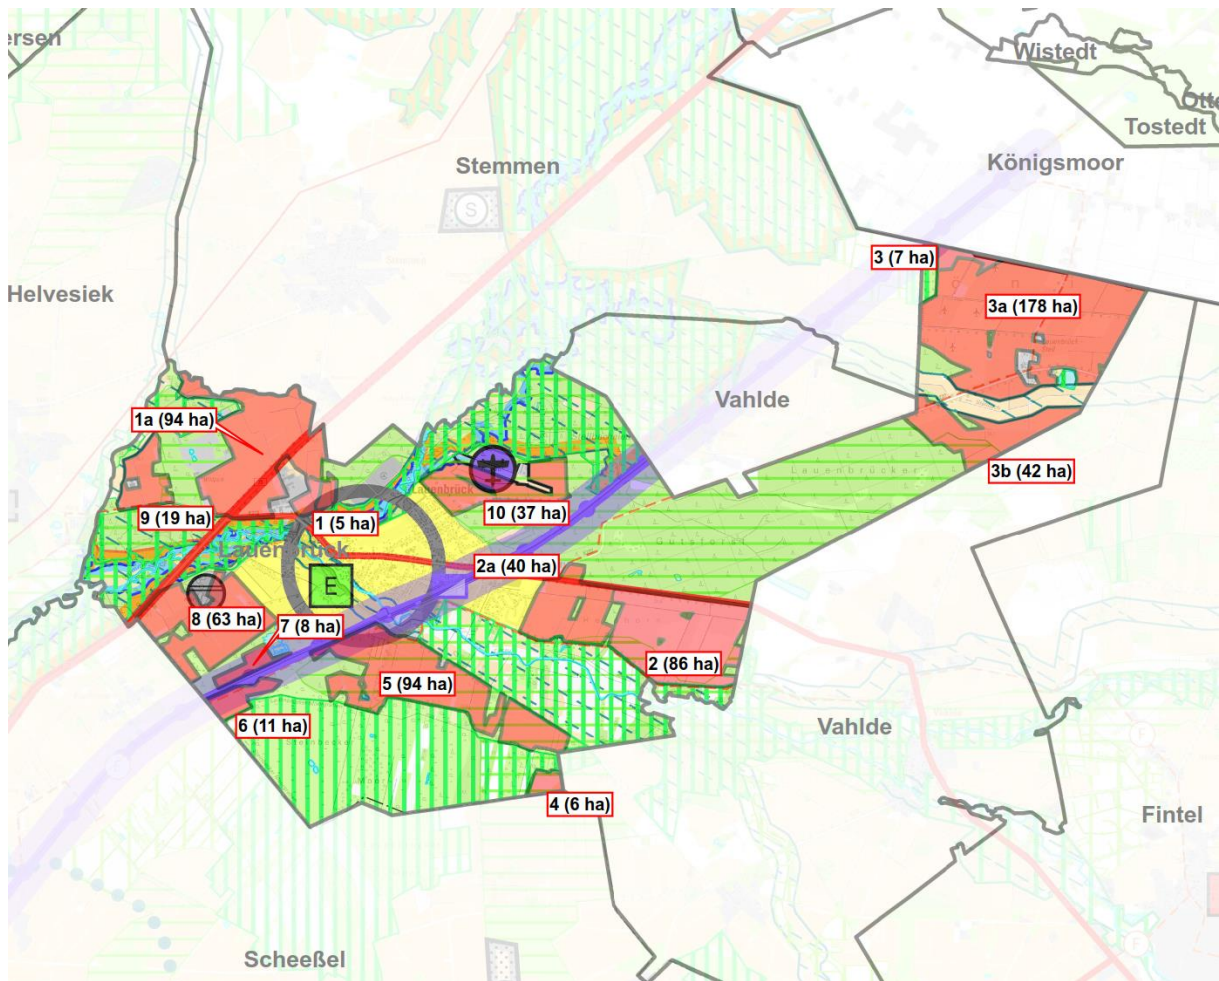 ersen
Wistedt
Otte
Tostedt
Königsmoor
Stemmen
S
3 (7 ha)
Helvesiek
3a (178 ha)
Vahlde
1a (94 ha)
3b (42 ha)
Lauenbrück
9 (19 ha)
1 (5 ha)
10 (37 ha)
Lauenbrück
2a (40 ha)
E
8 (63 ha)
7 (8 ha)
2 (86 ha)
5 (94 ha)
6 (11 ha)
Vahlde
F
4 (6 ha)
Fintel
F
Scheeßel